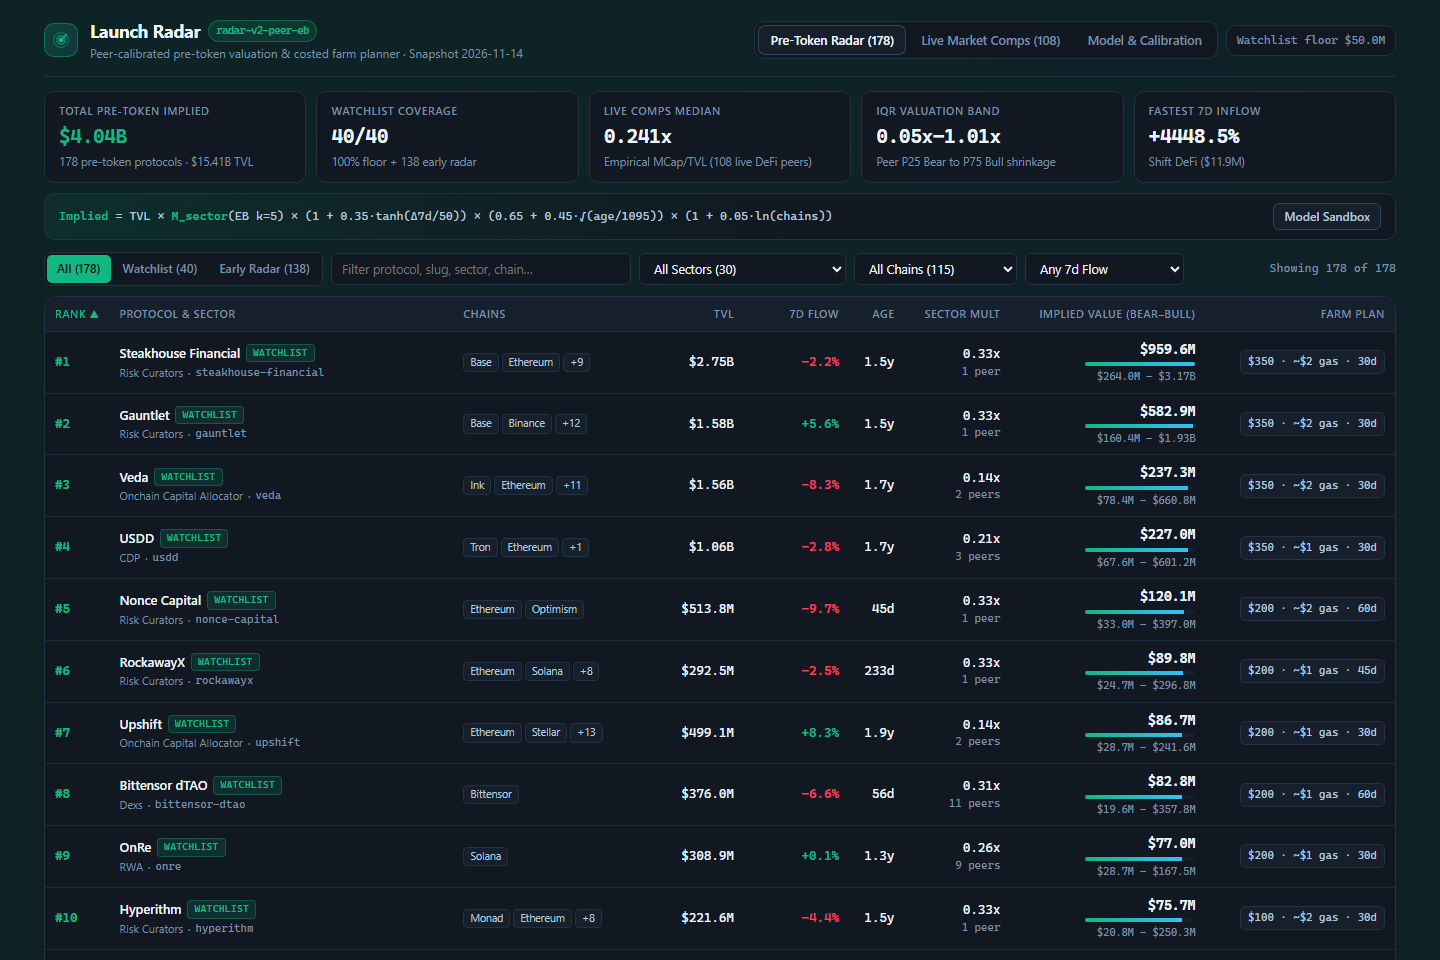 Launch Radar radar-v2-peer-eb
Peer-calibrated pre-token valuation & costed farm planner · Snapshot 2026-11-14
Pre-Token Radar (178) Live Market Comps (108) Model & Calibration Watchlist floor $50.0M
TOTAL PRE-TOKEN IMPLIED
$4.04B
178 pre-token protocols · $15.41B TVL
WATCHLIST COVERAGE
40/40
100% floor + 138 early radar
LIVE COMPS MEDIAN
0.241x
Empirical MCap/TVL (108 live DeFi peers)
IQR VALUATION BAND
0.05x–1.01x
Peer P25 Bear to P75 Bull shrinkage
FASTEST 7D INFLOW
+4448.5%
Shift DeFi ($11.9M)
Implied = TVL × M_sector(EB k=5) × (1 + 0.35·tanh(Δ7d/50)) × (0.65 + 0.45·√(age/1095)) × (1 + 0.05·ln(chains))
Model Sandbox
All (178) Watchlist (40) Early Radar (138) Filter protocol, slug, sector, chain... All Sectors (30) All Chains (115) Any 7d Flow Showing 178 of 178
RANK ▲ PROTOCOL & SECTOR CHAINS TVL 7D FLOW AGE SECTOR MULT IMPLIED VALUE (BEAR–BULL) FARM PLAN
#1 Steakhouse Financial WATCHLIST Base Ethereum +9 $2.75B −2.2% 1.5y 0.33x $959.6M $350 · ~$2 gas · 30d
Risk Curators · steakhouse-financial 1 peer $264.0M – $3.17B
#2 Gauntlet WATCHLIST Base Binance +12 $1.58B +5.6% 1.5y 0.33x $582.9M $350 · ~$2 gas · 30d
Risk Curators · gauntlet 1 peer $160.4M – $1.93B
#3 Veda WATCHLIST Ink Ethereum +11 $1.56B −8.3% 1.7y 0.14x $237.3M $350 · ~$2 gas · 30d
Onchain Capital Allocator · veda 2 peers $78.4M – $660.8M
#4 USDD WATCHLIST Tron Ethereum +1 $1.06B −2.8% 1.7y 0.21x $227.0M $350 · ~$1 gas · 30d
CDP · usdd 3 peers $67.6M – $601.2M
#5 Nonce Capital WATCHLIST Ethereum Optimism $513.8M −9.7% 45d 0.33x $120.1M $200 · ~$2 gas · 60d
Risk Curators · nonce-capital 1 peer $33.0M – $397.0M
#6 RockawayX WATCHLIST Ethereum Solana +8 $292.5M −2.5% 233d 0.33x $89.8M $200 · ~$1 gas · 45d
Risk Curators · rockawayx 1 peer $24.7M – $296.8M
#7 Upshift WATCHLIST Ethereum Stellar +13 $499.1M +8.3% 1.9y 0.14x $86.7M $200 · ~$1 gas · 30d
Onchain Capital Allocator · upshift 2 peers $28.7M – $241.6M
#8 Bittensor dTAO WATCHLIST Bittensor $376.0M −6.6% 56d 0.31x $82.8M $200 · ~$1 gas · 60d
Dexs · bittensor-dtao 11 peers $19.6M – $357.8M
#9 OnRe WATCHLIST Solana $308.9M +0.1% 1.3y 0.26x $77.0M $200 · ~$1 gas · 30d
RWA · onre 9 peers $28.7M – $167.5M
#10 Hyperithm WATCHLIST Monad Ethereum +8 $221.6M −4.4% 1.5y 0.33x $75.7M $100 · ~$2 gas · 30d
Risk Curators · hyperithm 1 peer $20.8M – $250.3M